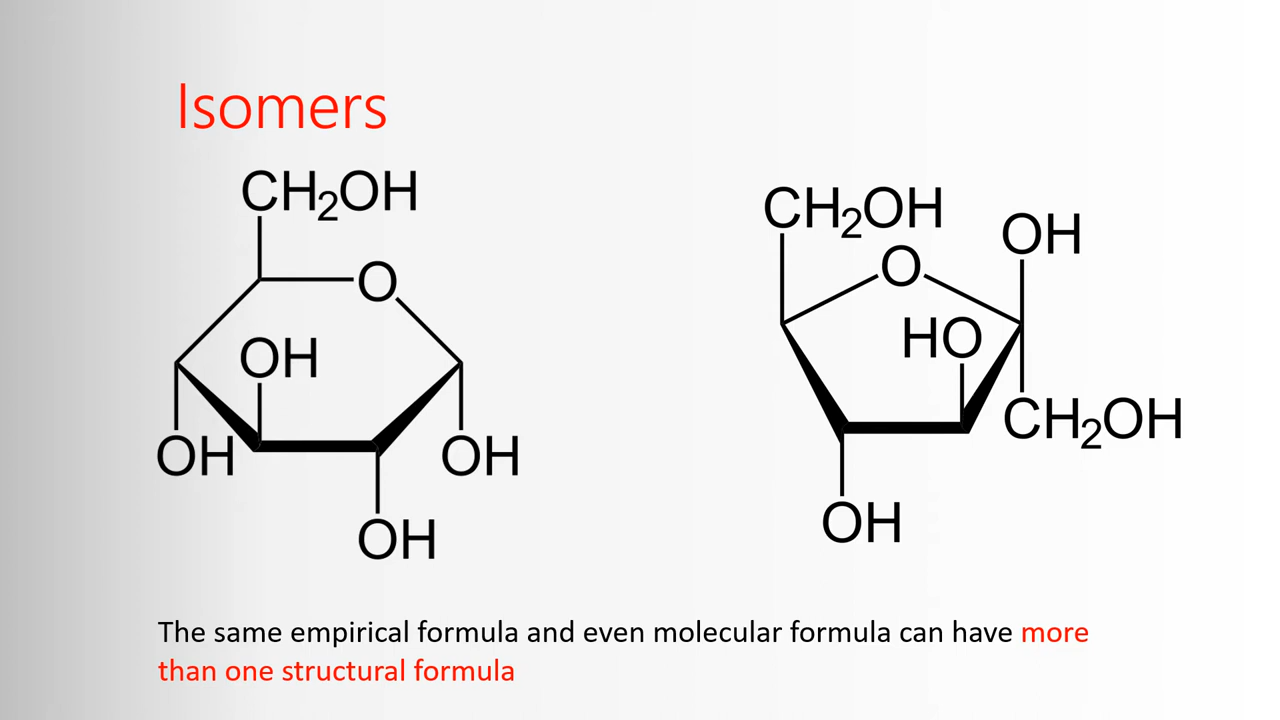 Isomers
CH₂OH
O
OH
OH
OH
OH
CH₂OH
OH
O
HO
CH₂OH
OH
The same empirical formula and even molecular formula can have more
than one structural formula